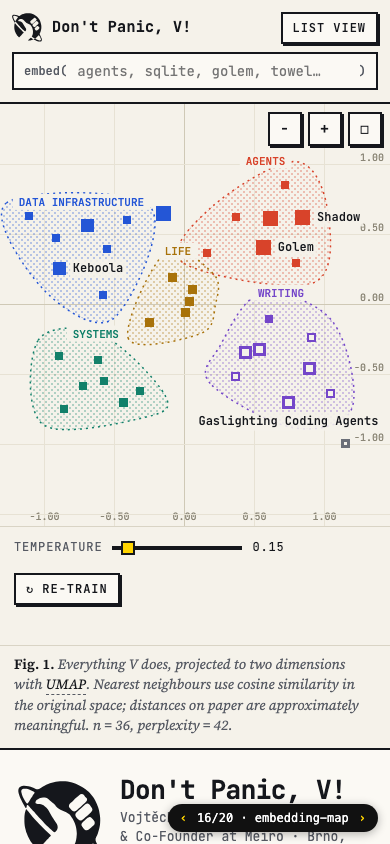 Don't Panic, V!
LIST VIEW
embed( agents, sqlite, golem, towel… )
- + □
AGENTS
1.00
DATA INFRASTRUCTURE
Shadow
0.50
LIFE
Golem
Keboola
WRITING
0.00
SYSTEMS
-0.50
Gaslighting Coding Agents
-1.00
-1.00 -0.50 0.00 0.50 1.00
TEMPERATURE 0.15
↻ RE-TRAIN
Fig. 1. Everything V does, projected to two dimensions
with UMAP. Nearest neighbours use cosine similarity in
the original space; distances on paper are approximately
meaningful. n = 36, perplexity = 42.
Don't Panic, V!
‹ 16/20 · embedding-map ›
& Co-Founder at Meiro · Brno,